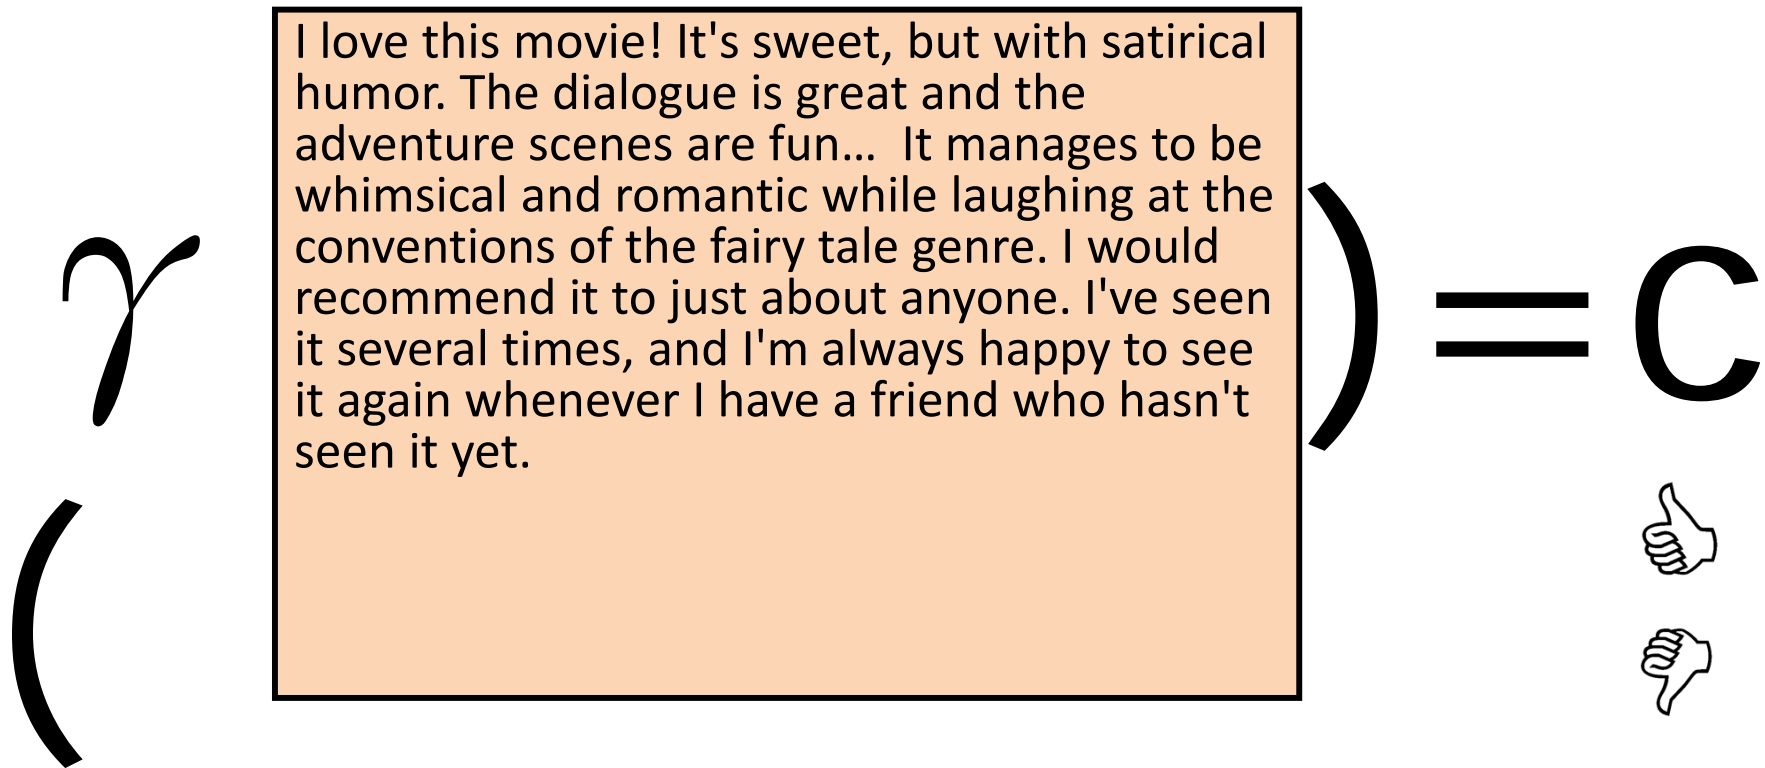 γ
(
I love this movie! It's sweet, but with satirical
humor. The dialogue is great and the
adventure scenes are fun…  It manages to be
whimsical and romantic while laughing at the
conventions of the fairy tale genre. I would
recommend it to just about anyone. I've seen
it several times, and I'm always happy to see
it again whenever I have a friend who hasn't
seen it yet.
) = c